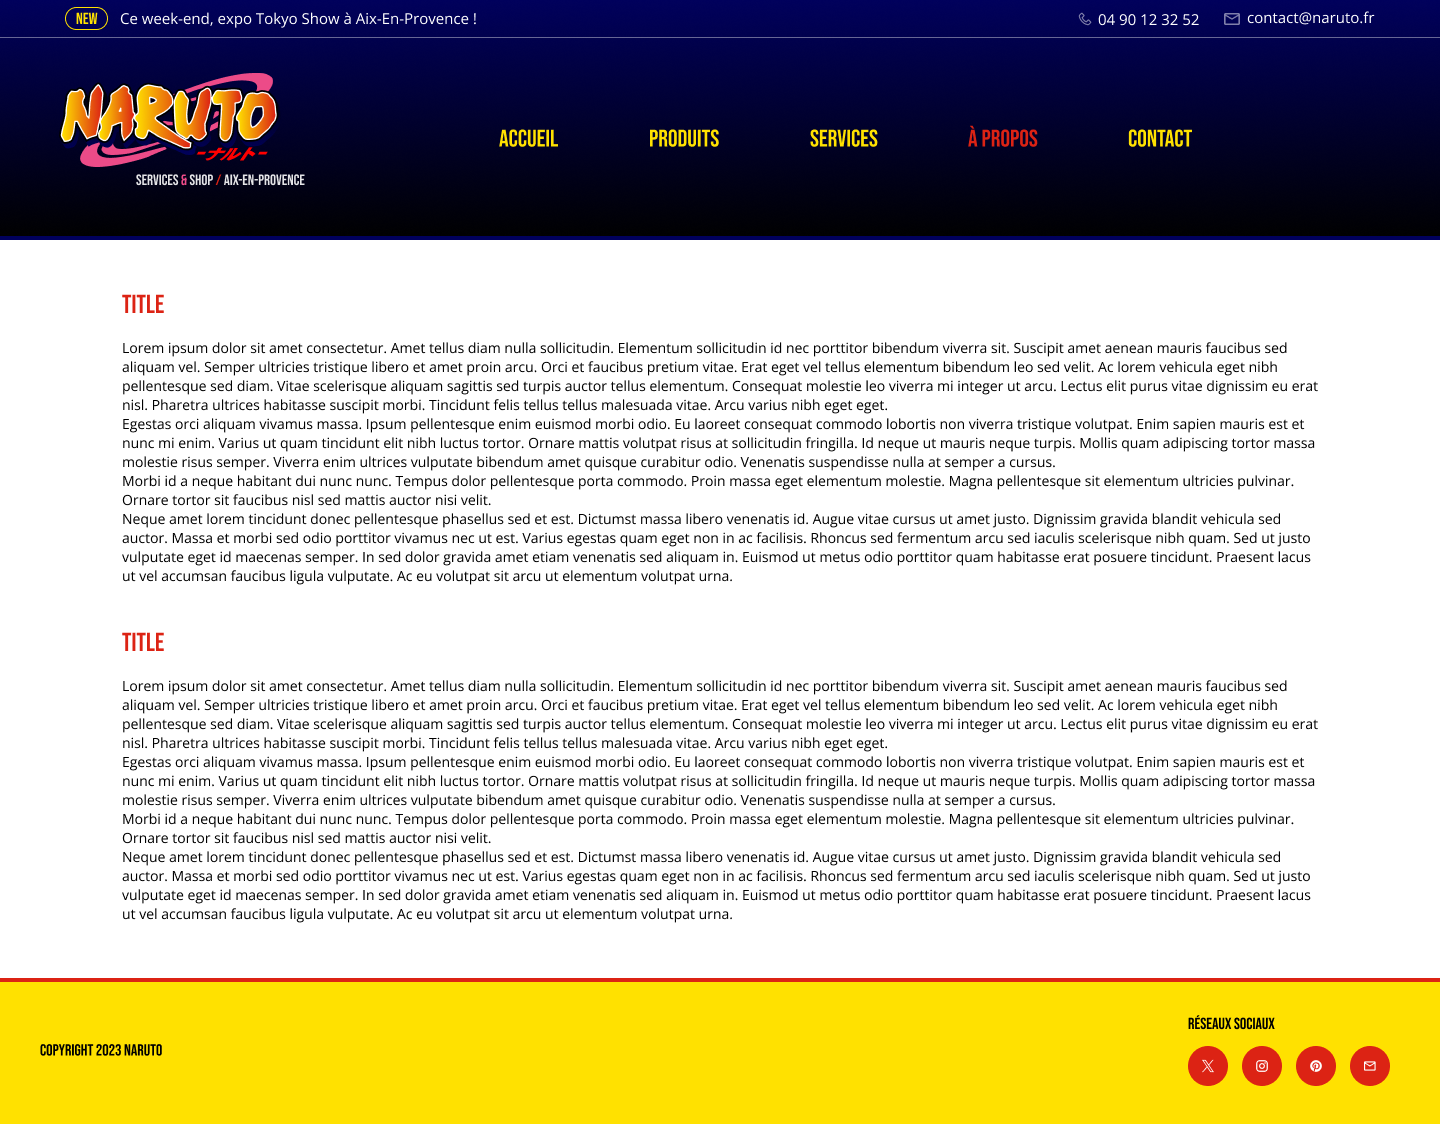 NEW Ce week-end, expo Tokyo Show à Aix-En-Provence ! 04 90 12 32 52 contact@naruto.fr
NARUTO
ーナルトー
SERVICES & SHOP / AIX-EN-PROVENCE
ACCUEIL PRODUITS SERVICES À PROPOS CONTACT
TITLE
Lorem ipsum dolor sit amet consectetur. Amet tellus diam nulla sollicitudin. Elementum sollicitudin id nec porttitor bibendum viverra sit. Suscipit amet aenean mauris faucibus sed
aliquam vel. Semper ultricies tristique libero et amet proin arcu. Orci et faucibus pretium vitae. Erat eget vel tellus elementum bibendum leo sed velit. Ac lorem vehicula eget nibh
pellentesque sed diam. Vitae scelerisque aliquam sagittis sed turpis auctor tellus elementum. Consequat molestie leo viverra mi integer ut arcu. Lectus elit purus vitae dignissim eu erat
nisl. Pharetra ultrices habitasse suscipit morbi. Tincidunt felis tellus tellus malesuada vitae. Arcu varius nibh eget eget.
Egestas orci aliquam vivamus massa. Ipsum pellentesque enim euismod morbi odio. Eu laoreet consequat commodo lobortis non viverra tristique volutpat. Enim sapien mauris est et
nunc mi enim. Varius ut quam tincidunt elit nibh luctus tortor. Ornare mattis volutpat risus at sollicitudin fringilla. Id neque ut mauris neque turpis. Mollis quam adipiscing tortor massa
molestie risus semper. Viverra enim ultrices vulputate bibendum amet quisque curabitur odio. Venenatis suspendisse nulla at semper a cursus.
Morbi id a neque habitant dui nunc nunc. Tempus dolor pellentesque porta commodo. Proin massa eget elementum molestie. Magna pellentesque sit elementum ultricies pulvinar.
Ornare tortor sit faucibus nisl sed mattis auctor nisi velit.
Neque amet lorem tincidunt donec pellentesque phasellus sed et est. Dictumst massa libero venenatis id. Augue vitae cursus ut amet justo. Dignissim gravida blandit vehicula sed
auctor. Massa et morbi sed odio porttitor vivamus nec ut est. Varius egestas quam eget non in ac facilisis. Rhoncus sed fermentum arcu sed iaculis scelerisque nibh quam. Sed ut justo
vulputate eget id maecenas semper. In sed dolor gravida amet etiam venenatis sed aliquam in. Euismod ut metus odio porttitor quam habitasse erat posuere tincidunt. Praesent lacus
ut vel accumsan faucibus ligula vulputate. Ac eu volutpat sit arcu ut elementum volutpat urna.
TITLE
Lorem ipsum dolor sit amet consectetur. Amet tellus diam nulla sollicitudin. Elementum sollicitudin id nec porttitor bibendum viverra sit. Suscipit amet aenean mauris faucibus sed
aliquam vel. Semper ultricies tristique libero et amet proin arcu. Orci et faucibus pretium vitae. Erat eget vel tellus elementum bibendum leo sed velit. Ac lorem vehicula eget nibh
pellentesque sed diam. Vitae scelerisque aliquam sagittis sed turpis auctor tellus elementum. Consequat molestie leo viverra mi integer ut arcu. Lectus elit purus vitae dignissim eu erat
nisl. Pharetra ultrices habitasse suscipit morbi. Tincidunt felis tellus tellus malesuada vitae. Arcu varius nibh eget eget.
Egestas orci aliquam vivamus massa. Ipsum pellentesque enim euismod morbi odio. Eu laoreet consequat commodo lobortis non viverra tristique volutpat. Enim sapien mauris est et
nunc mi enim. Varius ut quam tincidunt elit nibh luctus tortor. Ornare mattis volutpat risus at sollicitudin fringilla. Id neque ut mauris neque turpis. Mollis quam adipiscing tortor massa
molestie risus semper. Viverra enim ultrices vulputate bibendum amet quisque curabitur odio. Venenatis suspendisse nulla at semper a cursus.
Morbi id a neque habitant dui nunc nunc. Tempus dolor pellentesque porta commodo. Proin massa eget elementum molestie. Magna pellentesque sit elementum ultricies pulvinar.
Ornare tortor sit faucibus nisl sed mattis auctor nisi velit.
Neque amet lorem tincidunt donec pellentesque phasellus sed et est. Dictumst massa libero venenatis id. Augue vitae cursus ut amet justo. Dignissim gravida blandit vehicula sed
auctor. Massa et morbi sed odio porttitor vivamus nec ut est. Varius egestas quam eget non in ac facilisis. Rhoncus sed fermentum arcu sed iaculis scelerisque nibh quam. Sed ut justo
vulputate eget id maecenas semper. In sed dolor gravida amet etiam venenatis sed aliquam in. Euismod ut metus odio porttitor quam habitasse erat posuere tincidunt. Praesent lacus
ut vel accumsan faucibus ligula vulputate. Ac eu volutpat sit arcu ut elementum volutpat urna.
RÉSEAUX SOCIAUX
COPYRIGHT 2023 NARUTO